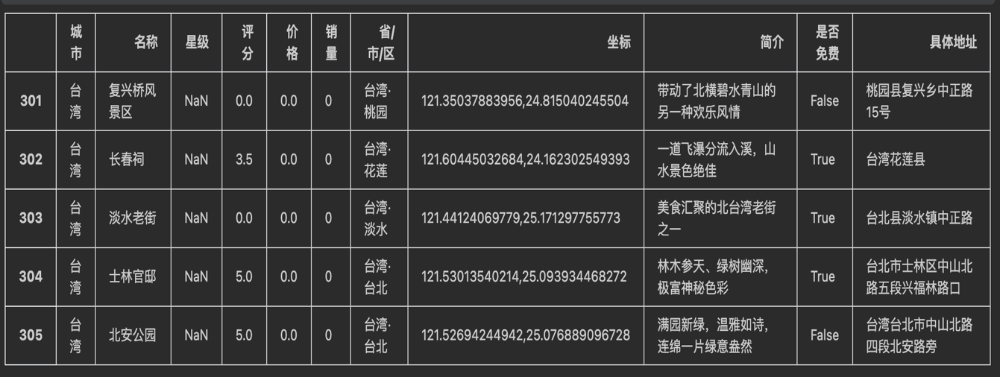 城市 名称 星级 评分 价格 销量 省/市/区 坐标 简介 是否免费 具体地址
301 台湾 复兴桥风景区 NaN 0.0 0.0 0 台湾·桃园 121.35037883956,24.815040245504 带动了北横碧水青山的另一种欢乐风情 False 桃园县复兴乡中正路15号
302 台湾 长春祠 NaN 3.5 0.0 0 台湾·花莲 121.60445032684,24.162302549393 一道飞瀑分流入溪，山水景色绝佳 True 台湾花莲县
303 台湾 淡水老街 NaN 0.0 0.0 0 台湾·淡水 121.44124069779,25.171297755773 美食汇聚的北台湾老街之一 True 台北县淡水镇中正路
304 台湾 士林官邸 NaN 5.0 0.0 0 台湾·台北 121.53013540214,25.093934468272 林木参天、绿树幽深，极富神秘色彩 True 台北市士林区中山北路五段兴福林路口
305 台湾 北安公园 NaN 5.0 0.0 0 台湾·台北 121.52694244942,25.076889096728 满园新绿，温雅如诗，连绵一片绿意盎然 False 台湾台北市中山北路四段北安路旁